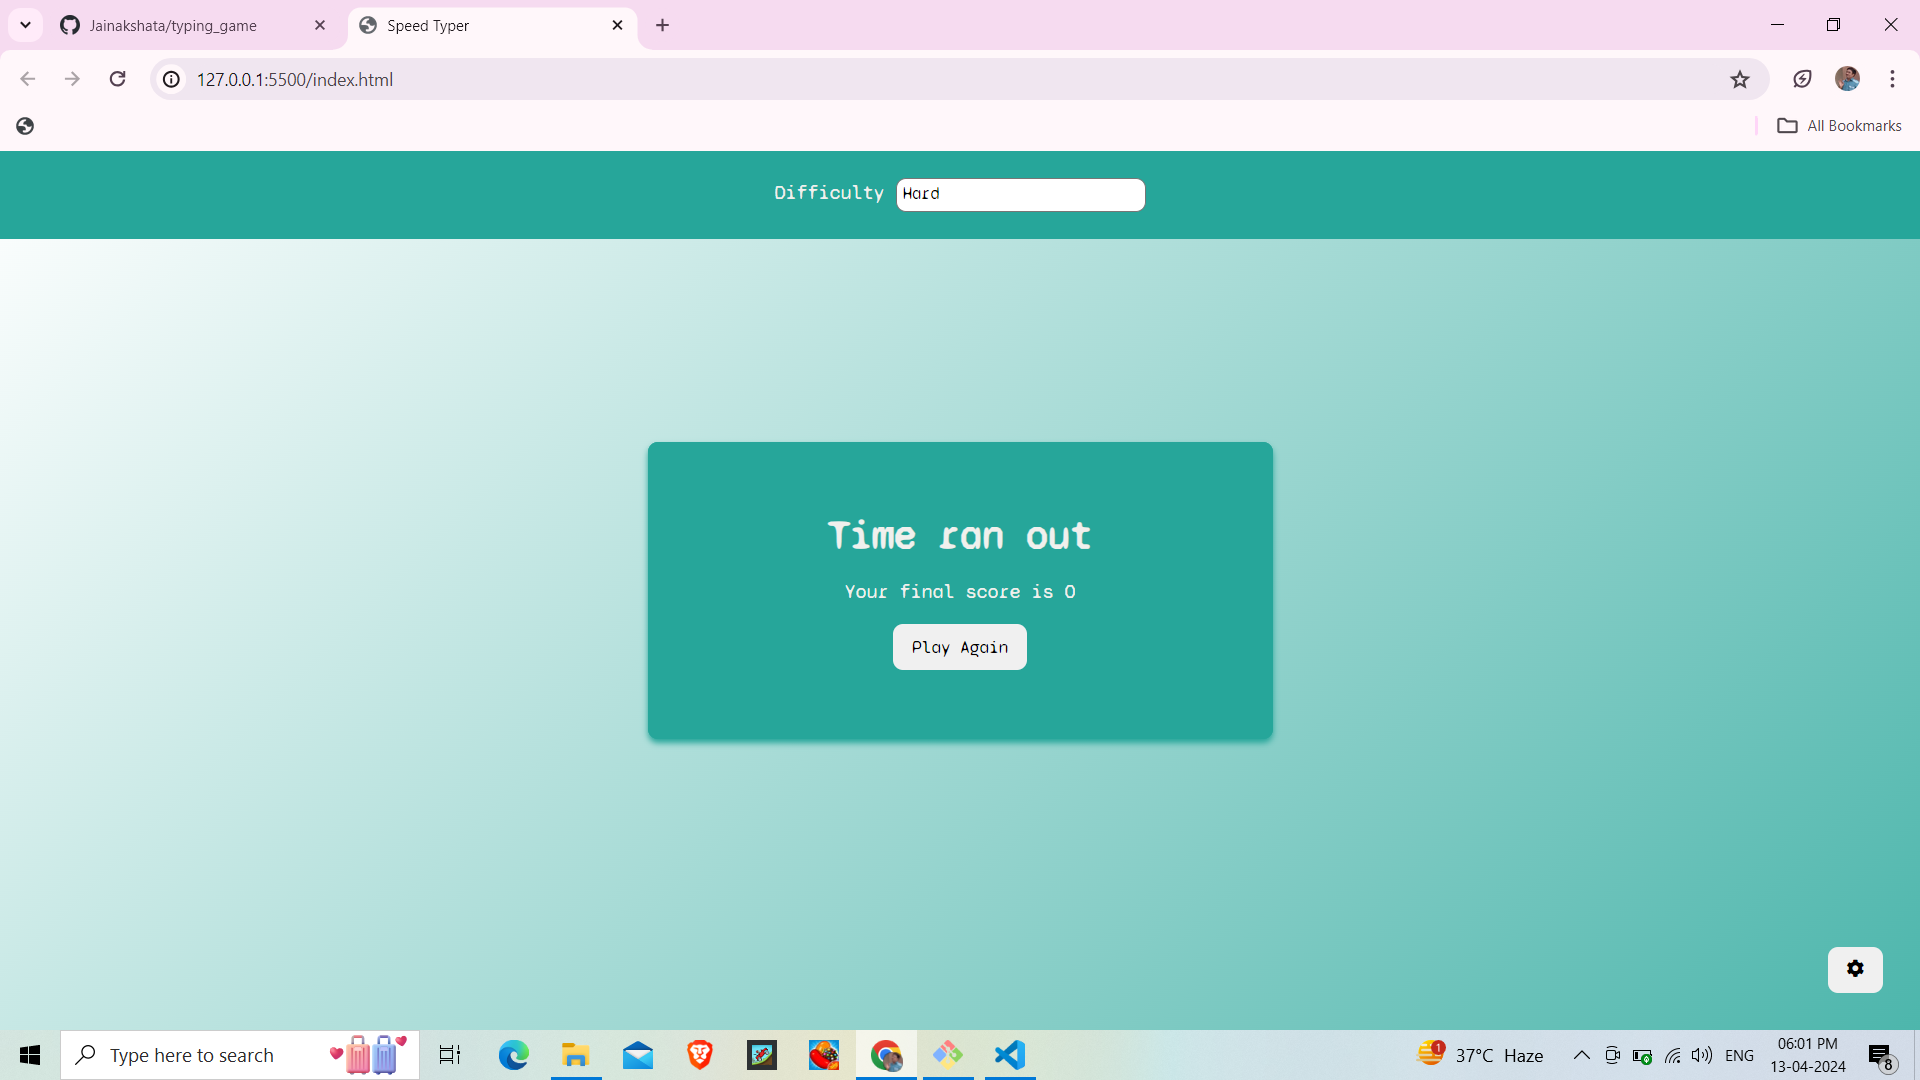 Jainakshata/typing_game
Speed Typer
127.0.0.1:5500/index.html
All Bookmarks
Difficulty
Hard
Time ran out
Your final score is 0
Play Again
Type here to search
1
37°C Haze
ENG
06:01 PM
13-04-2024
8